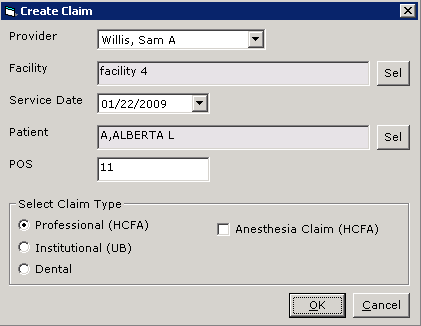 Create Claim
Provider Willis, Sam A
Facility facility 4 Sel
Service Date 01/22/2009
Patient A,ALBERTA L Sel
POS 11
Select Claim Type
Professional (HCFA) Anesthesia Claim (HCFA)
Institutional (UB)
Dental
OK Cancel